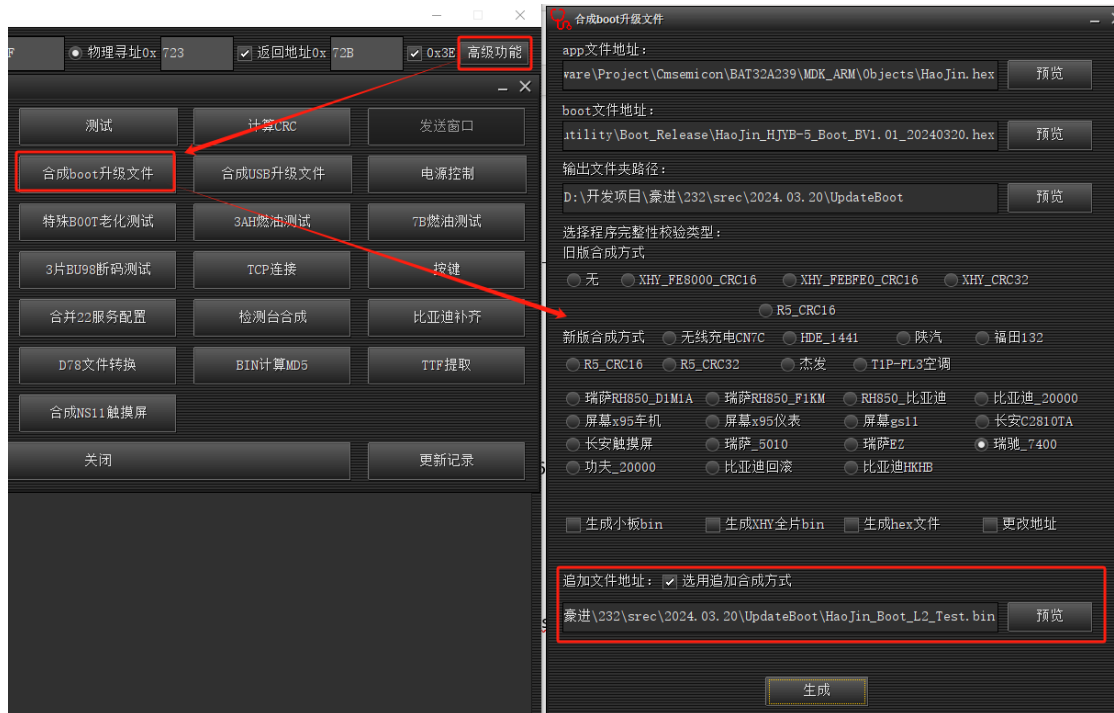 F 物理寻址0x 723 返回地址0x 72B 0x3E 高级功能
测试 计算CRC 发送窗口
合成boot升级文件 合成USB升级文件 电源控制
特殊BOOT老化测试 3AH燃油测试 7B燃油测试
3片BU98断码测试 TCP连接 按键
合并22服务配置 检测台合成 比亚迪补齐
D78文件转换 BIN计算MD5 TTF提取
合成NS11触摸屏
关闭 更新记录
合成boot升级文件
app文件地址：
ware\Project\Cmsemicon\BAT32A239\MDK_ARM\Objects\HaoJin.hex 预览
boot文件地址：
utility\Boot_Release\HaoJin_HJYB-5_Boot_BV1.01_20240320.hex 预览
输出文件夹路径：
D:\开发项目\豪进\232\srec\2024.03.20\UpdateBoot 预览
选择程序完整性校验类型：
旧版合成方式
无 XHY_FE8000_CRC16 XHY_FEBFE0_CRC16 XHY_CRC32
R5_CRC16
新版合成方式 无线充电CN7C HDE_1441 陕汽 福田132
R5_CRC16 R5_CRC32 杰发 T1P-FL3空调
瑞萨RH850_D1M1A 瑞萨RH850_F1KM RH850_比亚迪 比亚迪_20000
屏幕x95车机 屏幕x95仪表 屏幕gs11 长安C2810TA
长安触摸屏 瑞萨_5010 瑞萨EZ 瑞驰_7400
功夫_20000 比亚迪回滚 比亚迪HKHB
生成小板bin 生成XHY全片bin 生成hex文件 更改地址
追加文件地址： 选用追加合成方式
豪进\232\srec\2024.03.20\UpdateBoot\HaoJin_Boot_L2_Test.bin 预览
生成